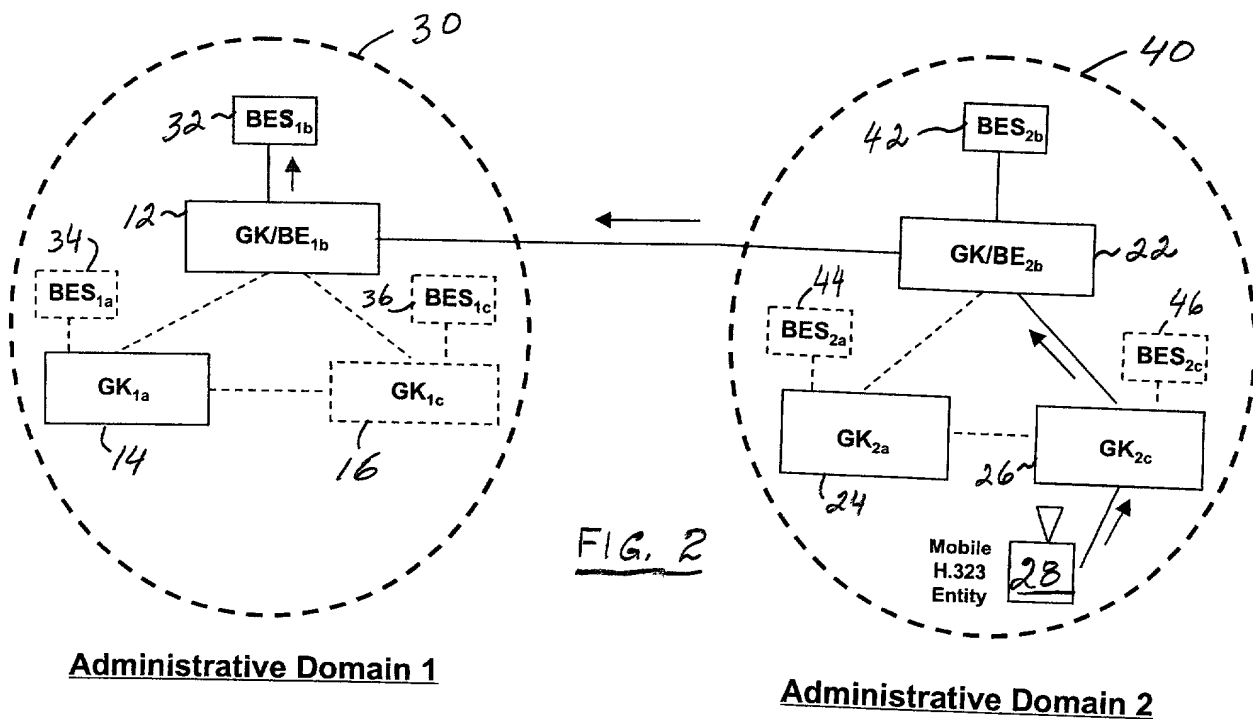 30
40
32
BES1b
42
BES2b
12
GK/BE1b
GK/BE2b
22
34
BES1a
36
BES1c
44
BES2a
46
BES2c
GK1a
GK1c
GK2a
GK2c
14
16
24
26
FIG. 2
Mobile
H.323
Entity
28
Administrative Domain 1
Administrative Domain 2